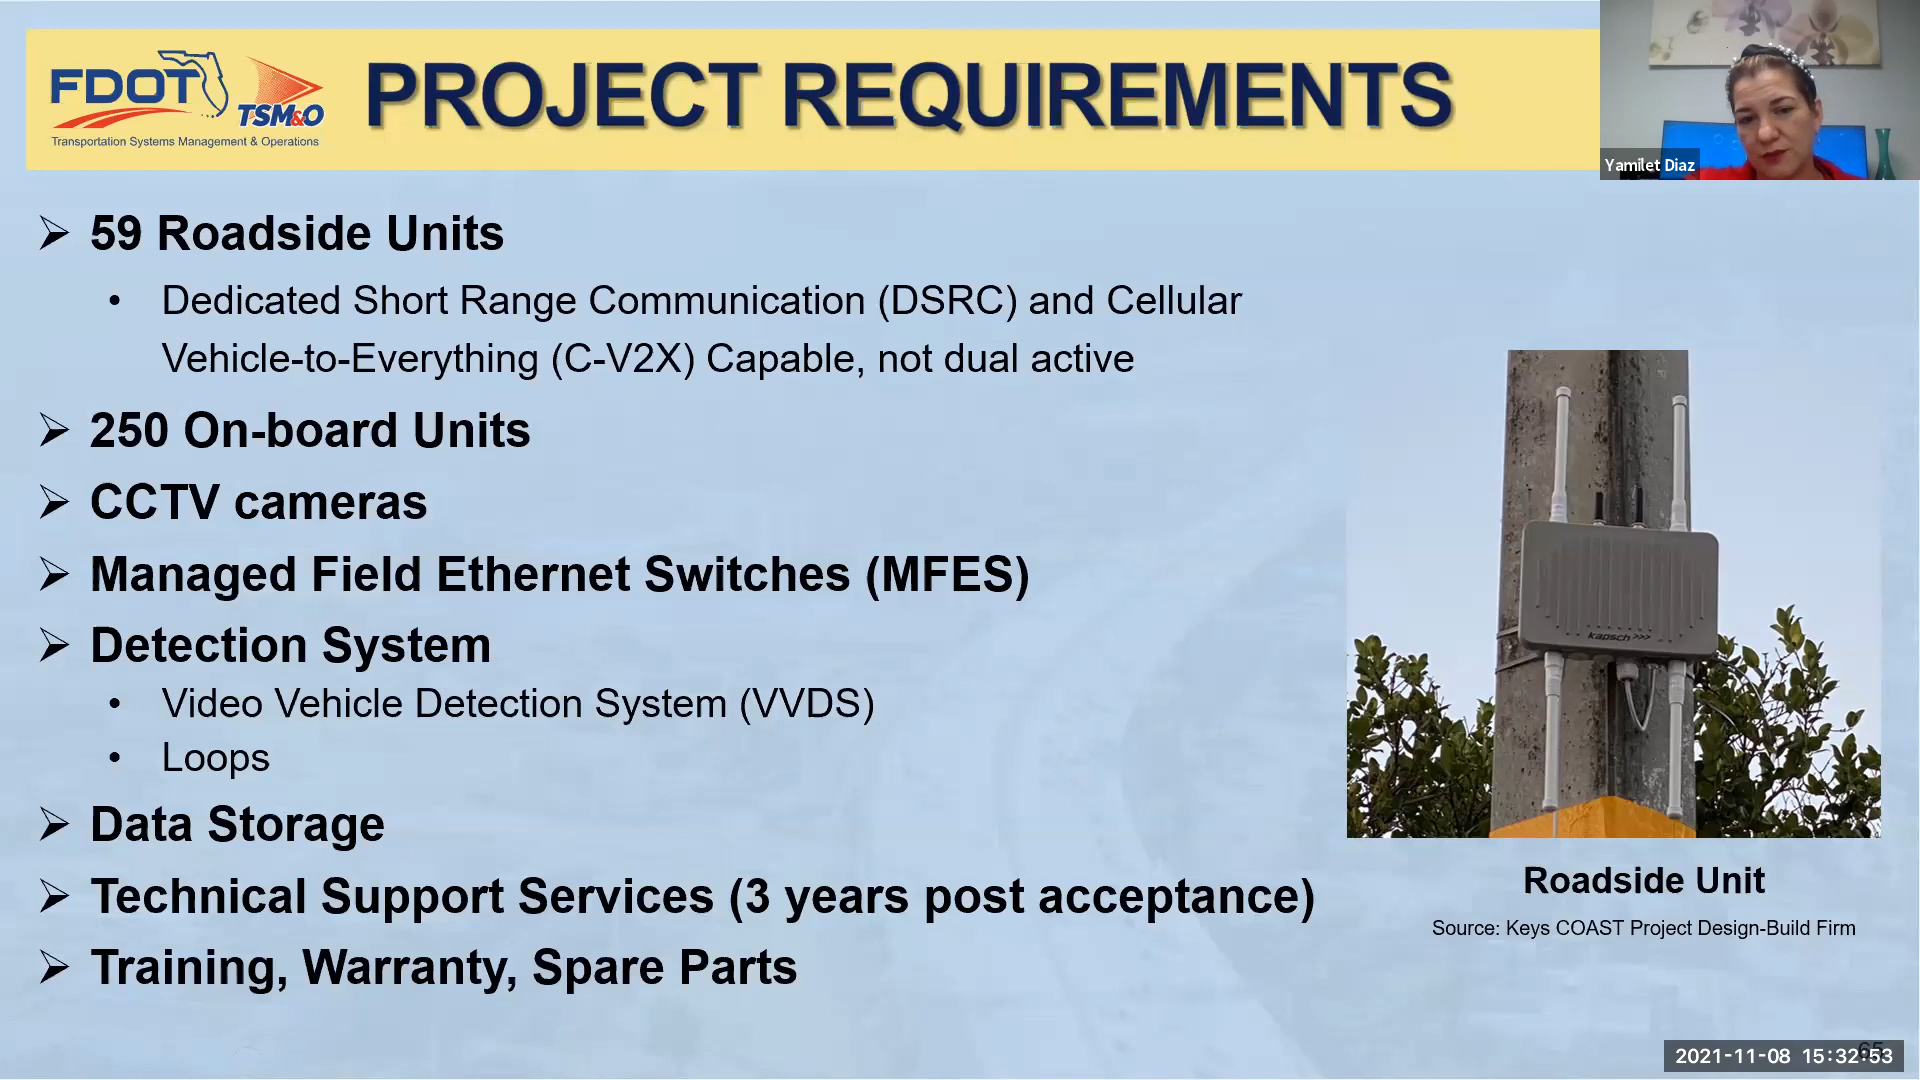 FDOT
TSM&O
Transportation Systems Management & Operations
PROJECT REQUIREMENTS
Yamilet Diaz
➢ 59 Roadside Units
• Dedicated Short Range Communication (DSRC) and Cellular
Vehicle-to-Everything (C-V2X) Capable, not dual active
➢ 250 On-board Units
➢ CCTV cameras
➢ Managed Field Ethernet Switches (MFES)
➢ Detection System
• Video Vehicle Detection System (VVDS)
• Loops
➢ Data Storage
➢ Technical Support Services (3 years post acceptance)
➢ Training, Warranty, Spare Parts
kapsch >>>
Roadside Unit
Source: Keys COAST Project Design-Build Firm
2021-11-08 15:32:53